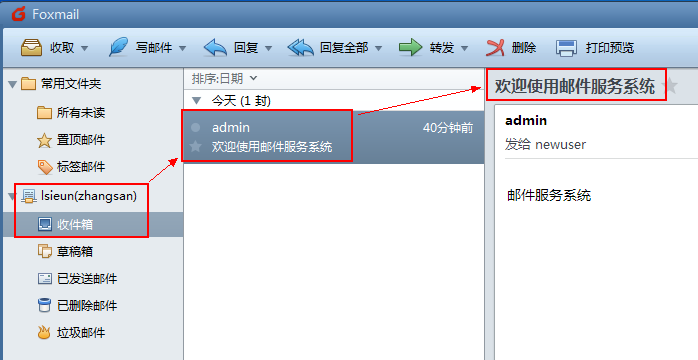 Foxmail
收取 写邮件 回复 回复全部 转发 删除 打印预览
常用文件夹
所有未读
置顶邮件
标签邮件
lsieun(zhangsan)
收件箱
草稿箱
已发送邮件
已删除邮件
垃圾邮件
排序:日期
今天 (1 封)
admin 40分钟前
欢迎使用邮件服务系统
欢迎使用邮件服务系统
admin
发给 newuser
邮件服务系统